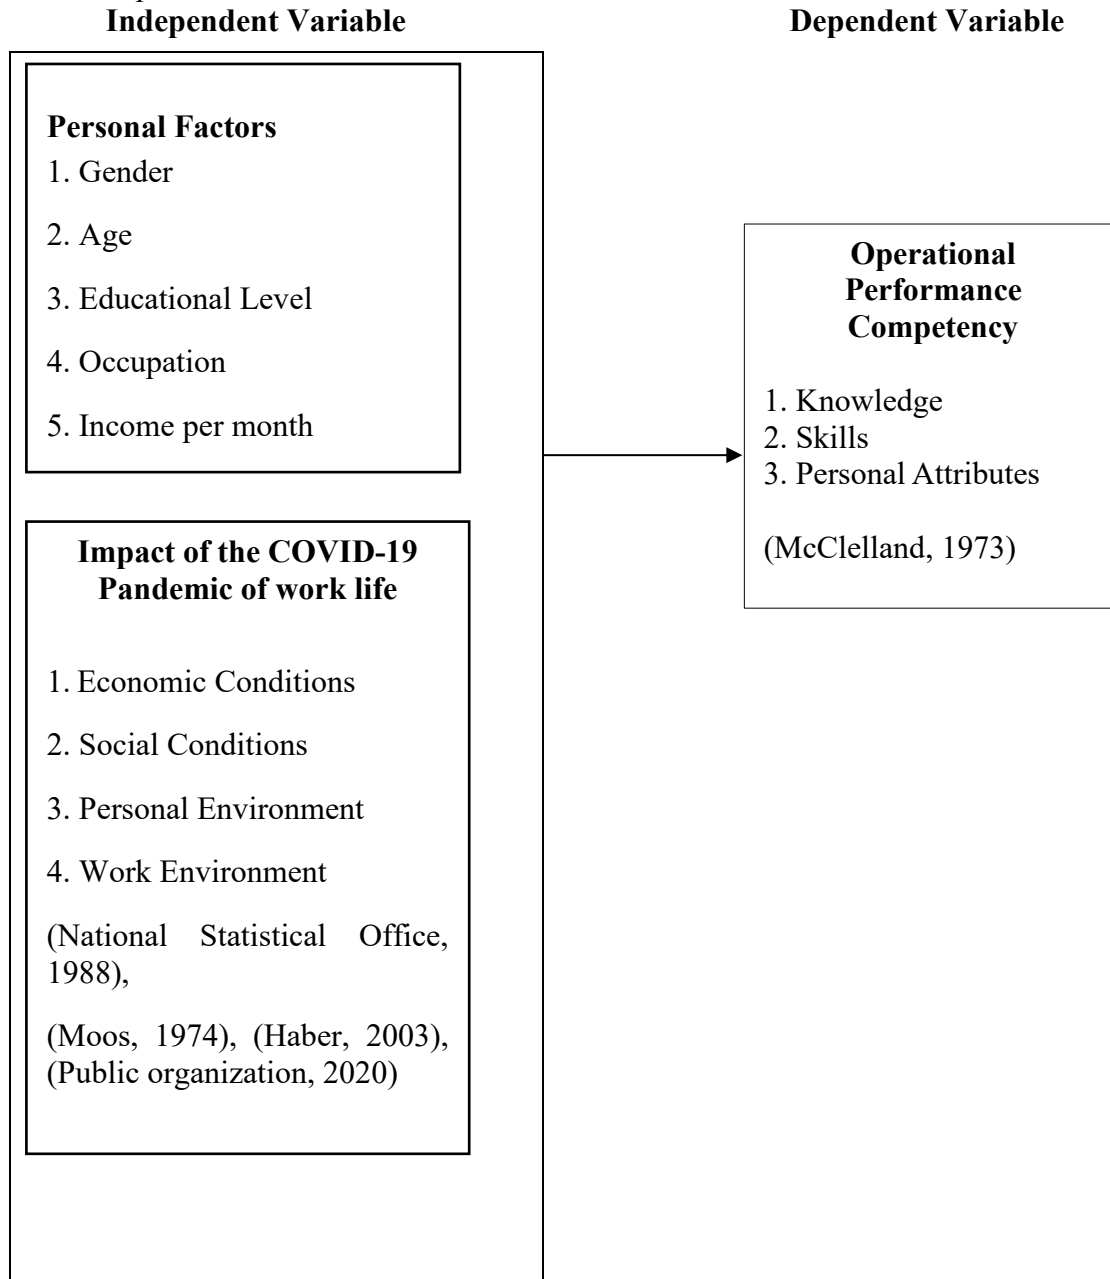 Independent Variable
Dependent Variable
Personal Factors
1. Gender
2. Age
3. Educational Level
4. Occupation
5. Income per month
Impact of the COVID-19
Pandemic of work life
1. Economic Conditions
2. Social Conditions
3. Personal Environment
4. Work Environment
(National Statistical Office,
1988),
(Moos, 1974), (Haber, 2003),
(Public organization, 2020)
Operational
Performance
Competency
1. Knowledge
2. Skills
3. Personal Attributes
(McClelland, 1973)